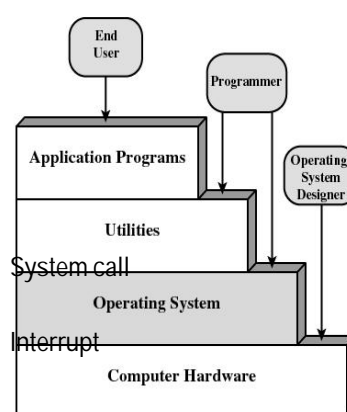 End
User
Programmer
Application Programs
Operating
System
Designer
Utilities
System call
Operating System
Interrupt
Computer Hardware